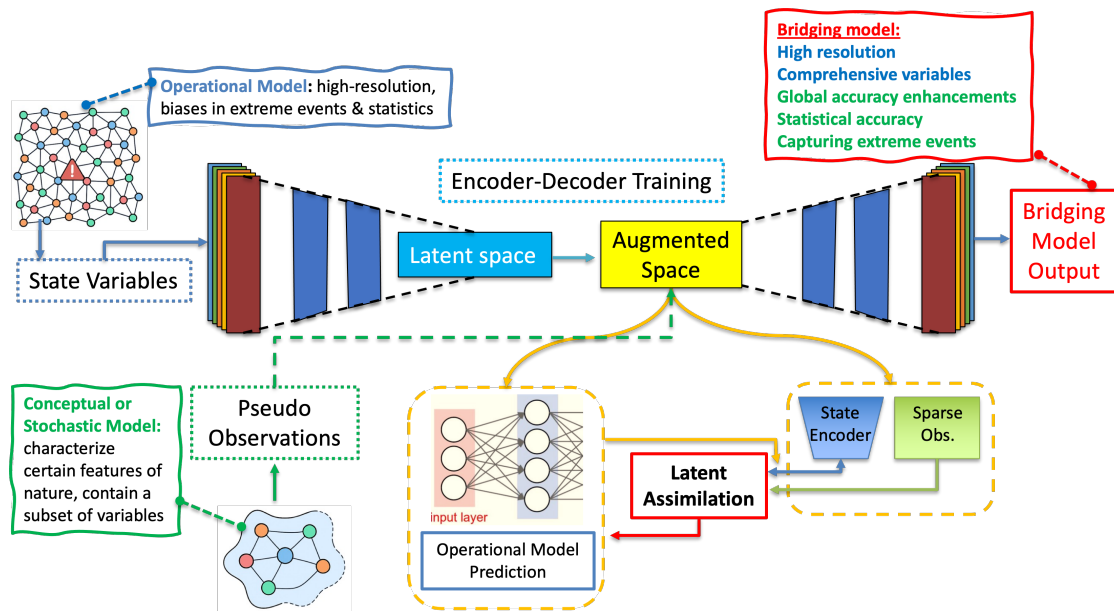 Operational Model: high-resolution,
biases in extreme events & statistics
Bridging model:
High resolution
Comprehensive variables
Global accuracy enhancements
Statistical accuracy
Capturing extreme events
!
Encoder-Decoder Training
State Variables
Latent space
Augmented
Space
Bridging
Model
Output
Conceptual or
Stochastic Model:
characterize
certain features of
nature, contain a
subset of variables
Pseudo
Observations
input layer
Operational Model
Prediction
Latent
Assimilation
State
Encoder
Sparse
Obs.